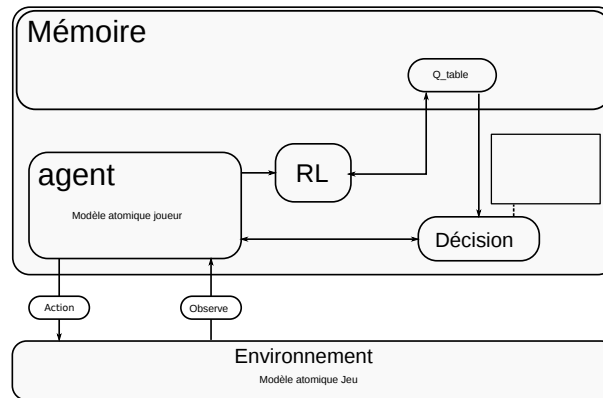 Mémoire
Q_table
RL
agent
Modèle atomique joueur
Décision
Action
Observe
Environnement
Modèle atomique Jeu